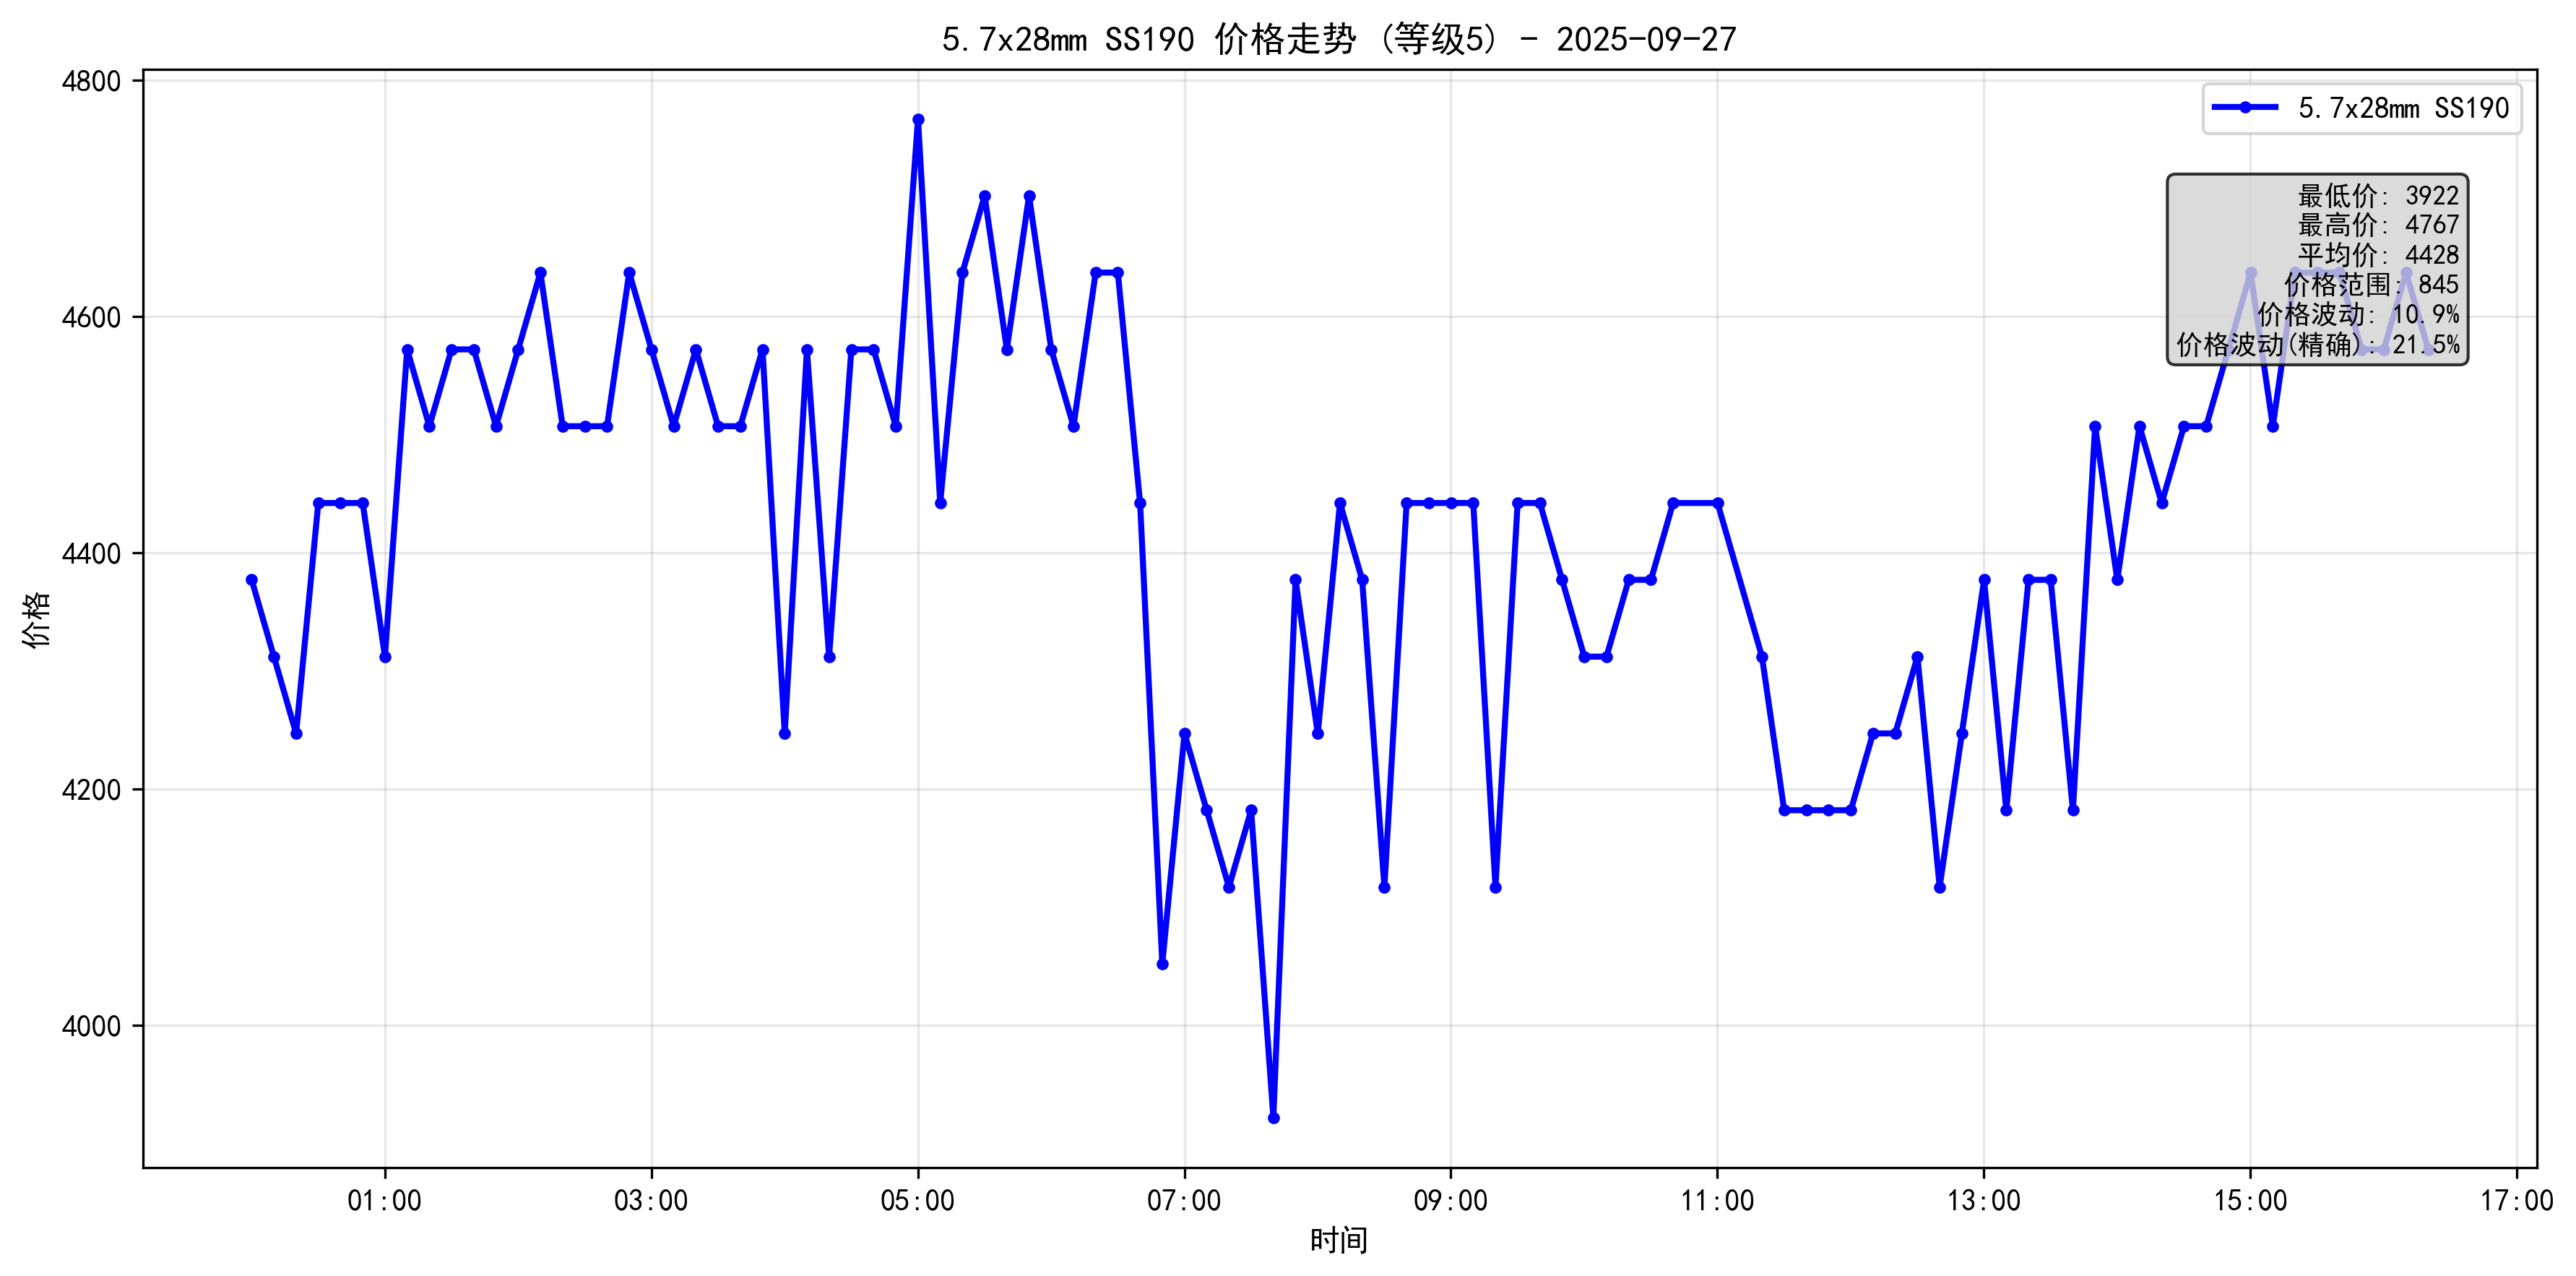 5.7x28mm SS190 价格走势 (等级5) - 2025-09-27
4800
4600
4400
4200
4000
价格
5.7x28mm SS190
最低价: 3922
最高价: 4767
平均价: 4428
价格范围: 845
价格波动: 10.9%
价格波动(精确): 21.5%
01:00 03:00 05:00 07:00 09:00 11:00 13:00 15:00 17:00
时间